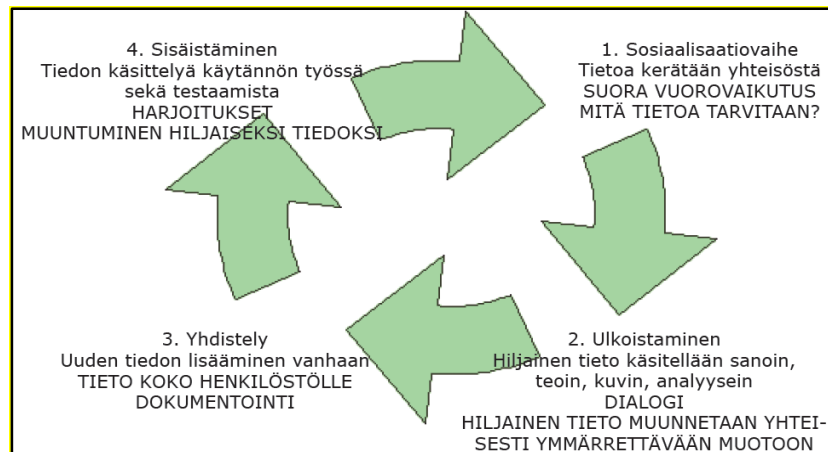 4. Sisäistäminen
Tiedon käsittelyä käytännön työssä
sekä testaamista
HARJOITUKSET
MUUNTUMINEN HILJAISEKSI TIEDOKSI
1. Sosiaalisaatiovaihe
Tietoa kerätään yhteisöstä
SUORA VUOROVAIKUTUS
MITÄ TIETOA TARVITAAN?
3. Yhdistely
Uuden tiedon lisääminen vanhaan
TIETO KOKO HENKILÖSTÖLLE
DOKUMENTOINTI
2. Ulkoistaminen
Hiljainen tieto käsitellään sanoin,
teoin, kuvin, analyysein
DIALOGI
HILJAINEN TIETO MUUNNETAAN YHTEI-
SESTI YMMÄRRETTÄVÄÄN MUOTOON